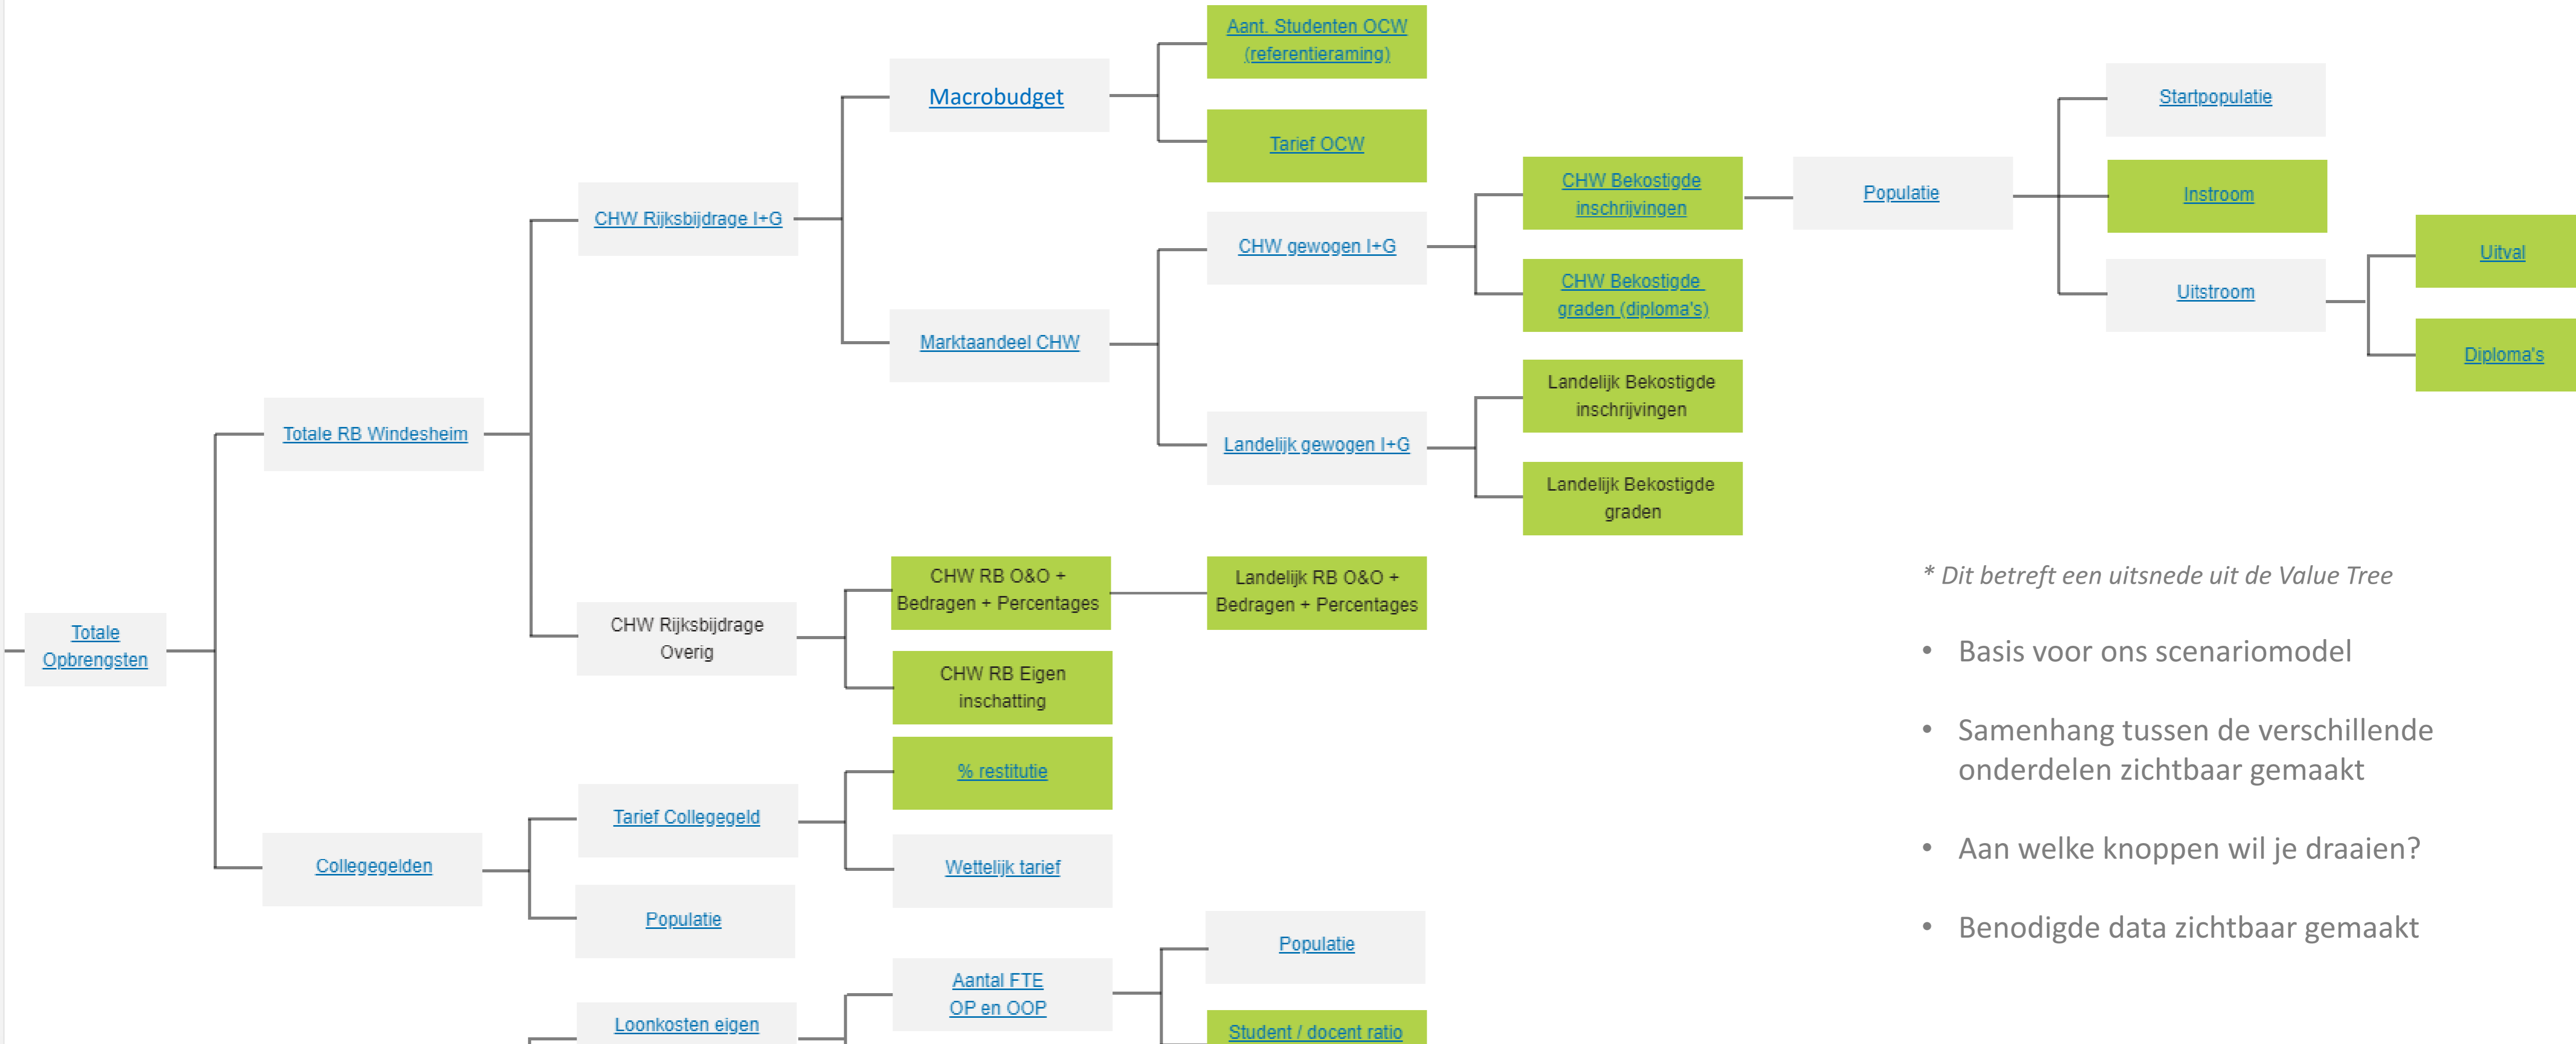 Aant. Studenten OCW
(referentieraming)
Macrobudget
Tarief OCW
Startpopulatie
CHW Rijksbijdrage I+G
CHW Bekostigde
inschrijvingen
Populatie
Instroom
CHW gewogen I+G
Uitval
CHW Bekostigde
graden (diploma's)
Uitstroom
Marktaandeel CHW
Diploma's
Landelijk Bekostigde
inschrijvingen
Totale RB Windesheim
Landelijk gewogen I+G
Landelijk Bekostigde
graden
CHW RB O&O +
Bedragen + Percentages
Landelijk RB O&O +
Bedragen + Percentages
Totale
Opbrengsten
CHW Rijksbijdrage
Overig
CHW RB Eigen
inschatting
% restitutie
Tarief Collegegeld
Collegegelden
Wettelijk tarief
Populatie
Populatie
Aantal FTE
OP en OOP
Loonkosten eigen
Student / docent ratio
* Dit betreft een uitsnede uit de Value Tree
• Basis voor ons scenariomodel
• Samenhang tussen de verschillende
onderdelen zichtbaar gemaakt
• Aan welke knoppen wil je draaien?
• Benodigde data zichtbaar gemaakt